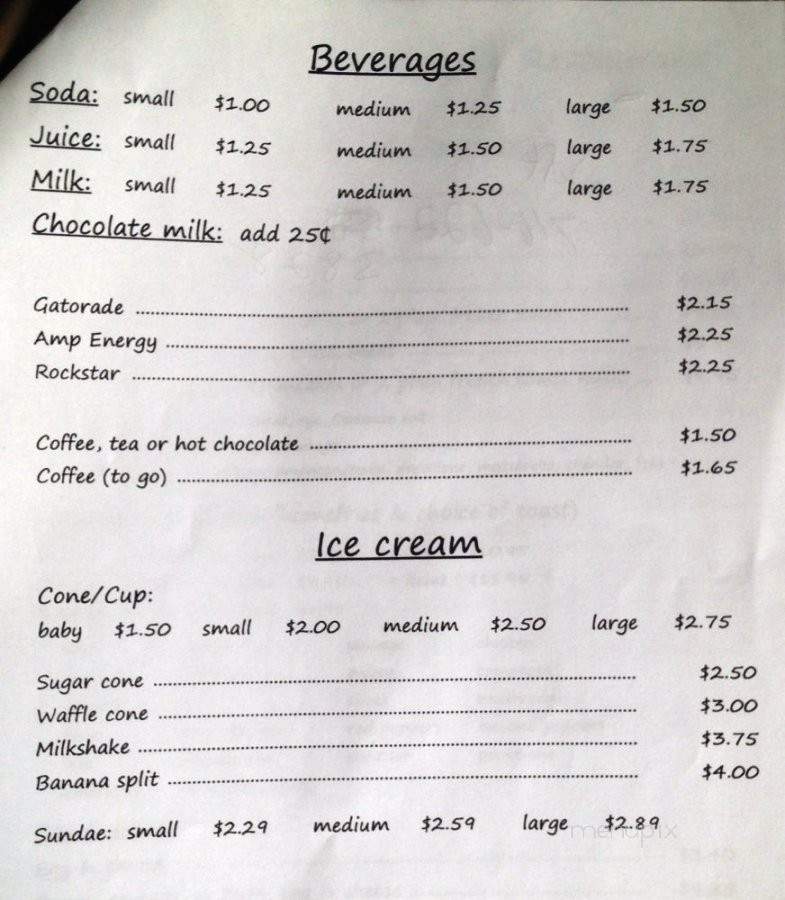 Beverages
Soda: small $1.00 medium $1.25 large $1.50
Juice: small $1.25 medium $1.50 large $1.75
Milk: small $1.25 medium $1.50 large $1.75
Chocolate milk: add 25¢
Gatorade ........ $2.15
Amp Energy ........ $2.25
Rockstar ........ $2.25
Coffee, tea or hot chocolate ........ $1.50
Coffee (to go) ........ $1.65
Ice cream
Cone/Cup:
baby $1.50 small $2.00 medium $2.50 large $2.75
Sugar cone ........ $2.50
Waffle cone ........ $3.00
Milkshake ........ $3.75
Banana split ........ $4.00
Sundae: small $2.29 medium $2.59 large $2.89
menupix